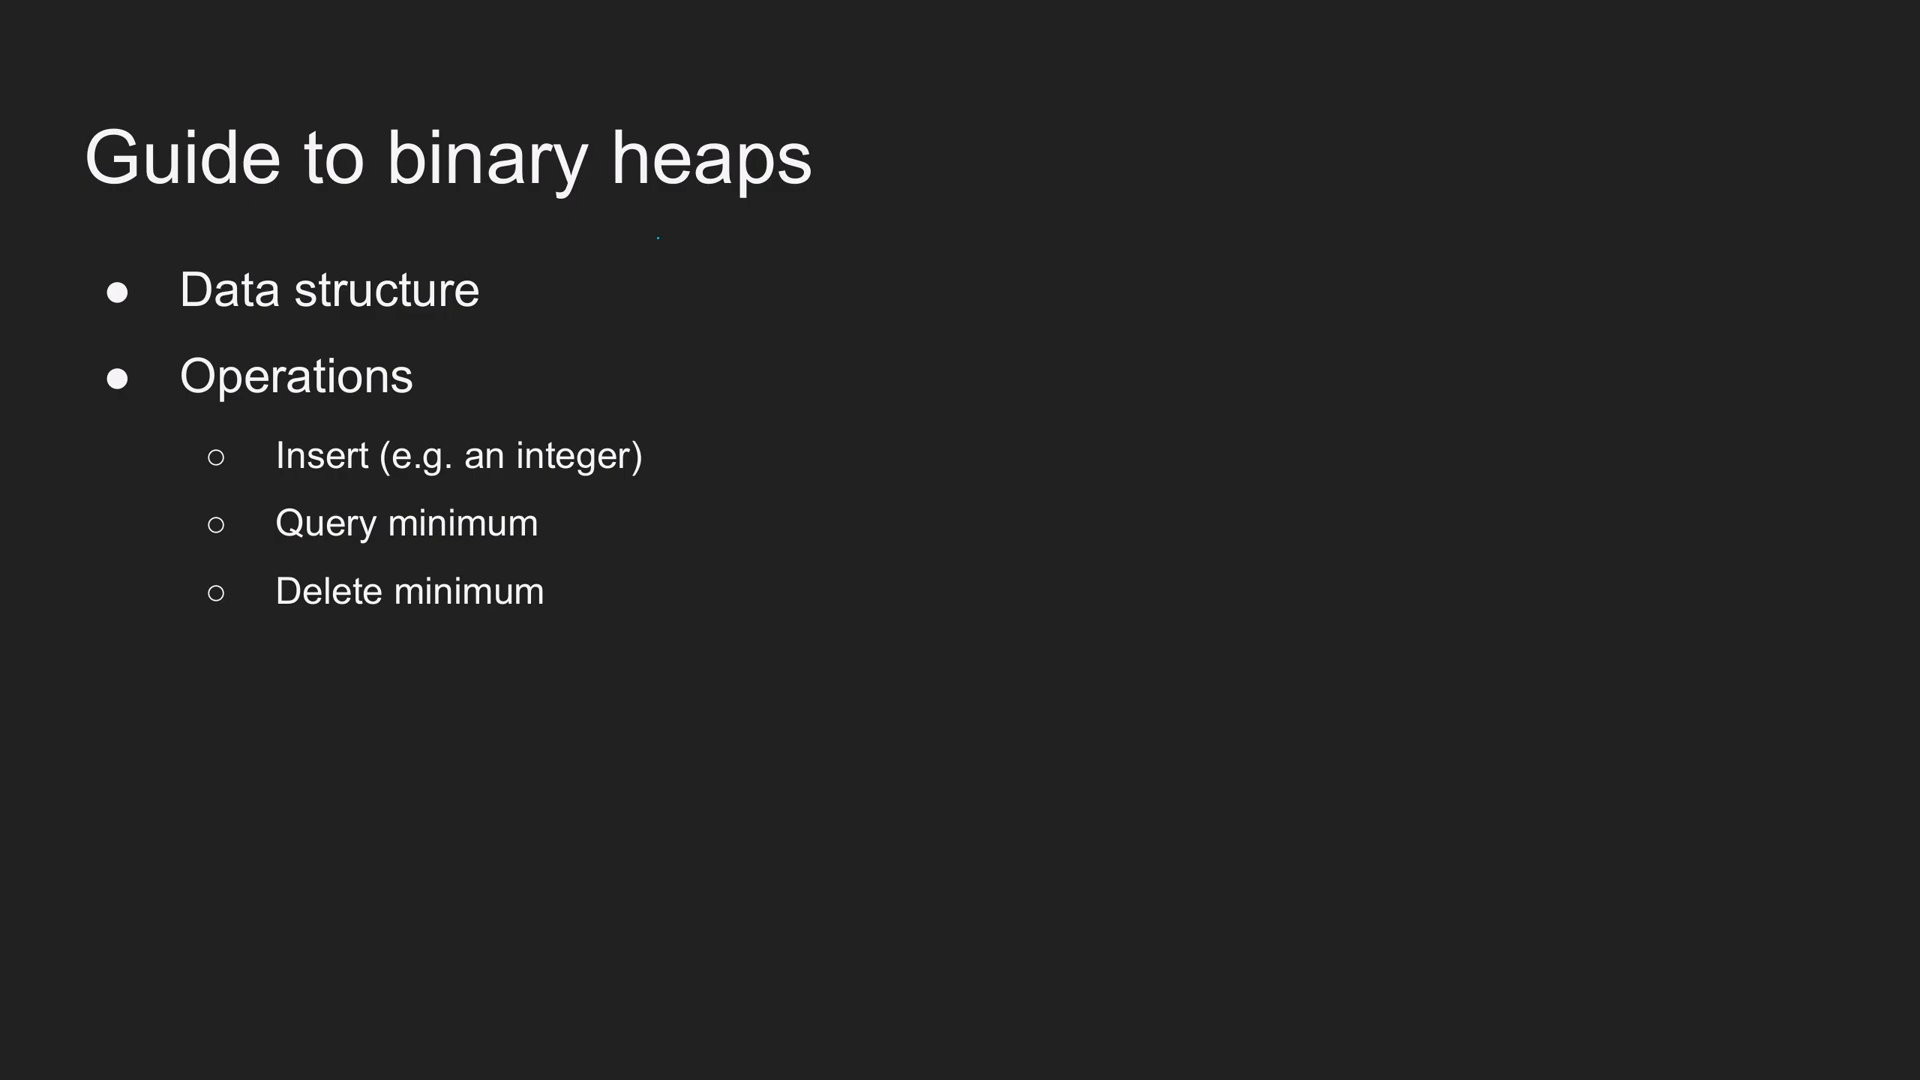 Guide to binary heaps
● Data structure
● Operations
○ Insert (e.g. an integer)
○ Query minimum
○ Delete minimum